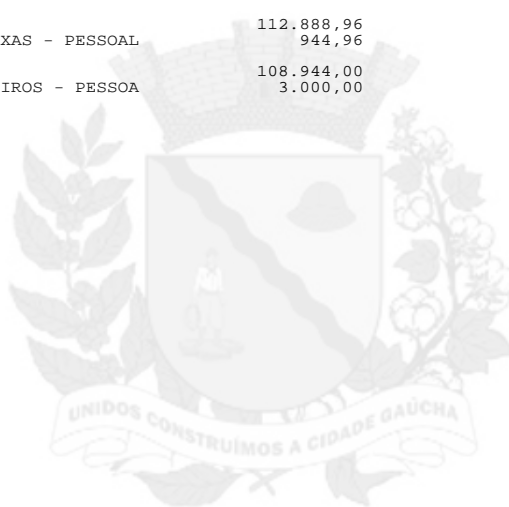 112.888,96
XAS - PESSOAL 944,96
108.944,00
IROS - PESSOA 3.000,00
UNIDOS CONSTRUÍMOS A CIDADE GAÚCHA